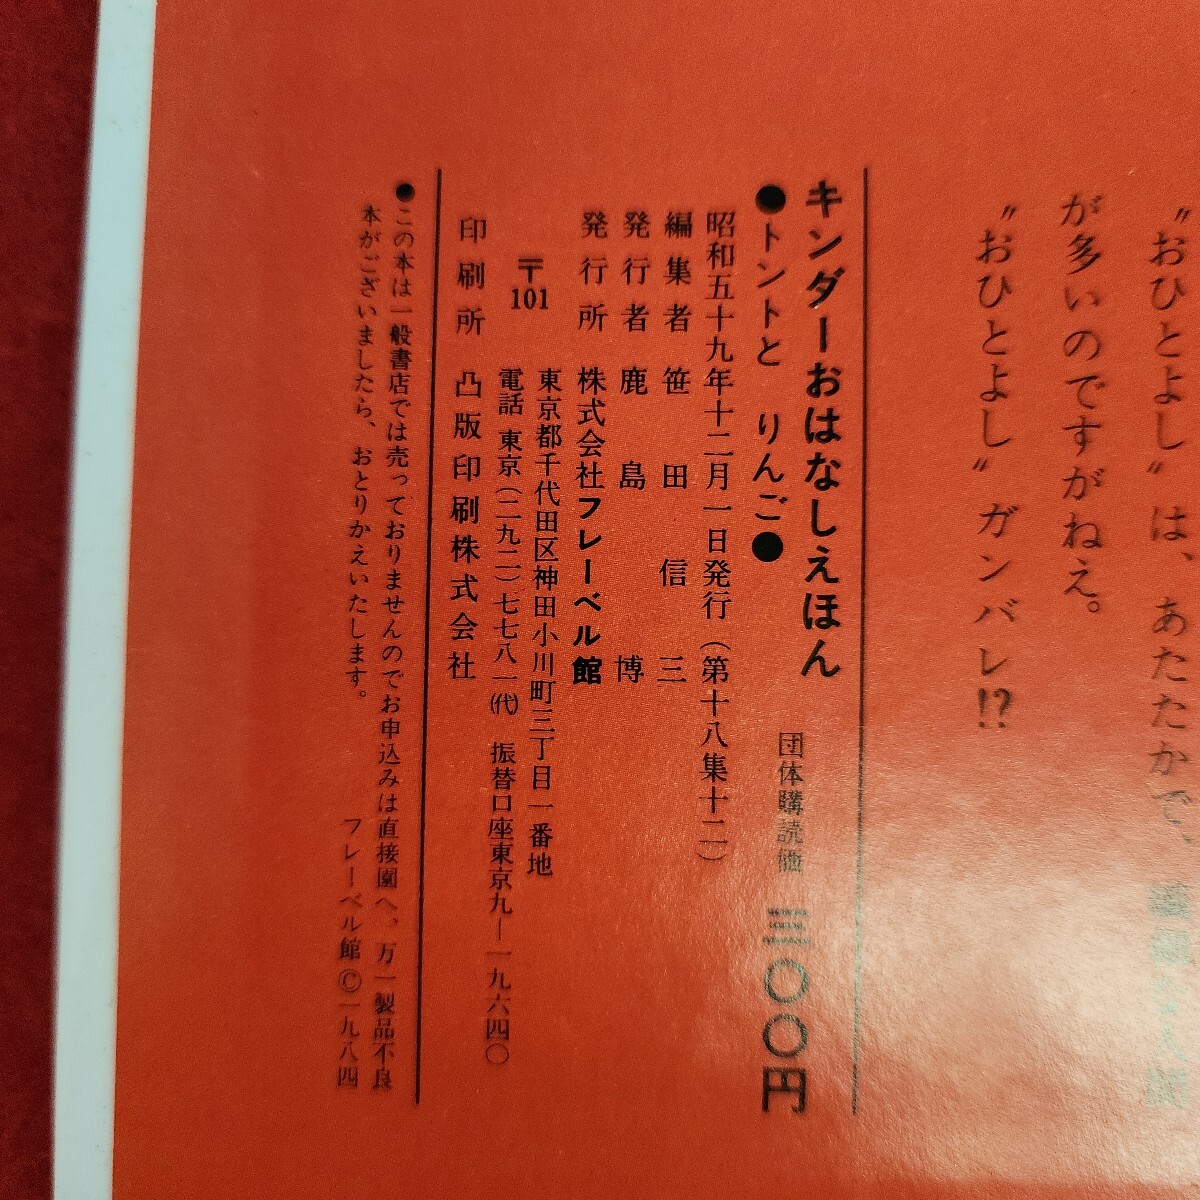 “おひとよし”は、あたたかで、
が多いのですがねえ。
“おひとよし”ガンバレ!?
キンダーおはなしえほん
団体購読価 三〇〇円
●トントと りんご●
昭和五十九年十二月一日発行(第十八集十二)
編集者 笹田信三
発行者 鹿島博
発行所 株式会社フレーベル館
〒101 東京都千代田区神田小川町三丁目一番地
電話 東京(二九二)七七八一(代) 振替口座東京九―一九六四〇
印刷所 凸版印刷株式会社
●この本は一般書店では売っておりませんのでお申込みは直接園へ、万一製品不良
本がございましたら、おとりかえいたします。 フレーベル館©一九八四